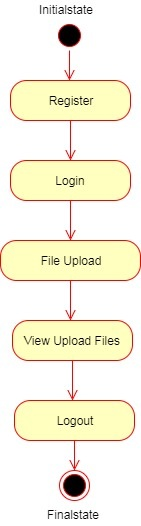 Initialstate
Register
Login
File Upload
View Upload Files
Logout
Finalstate